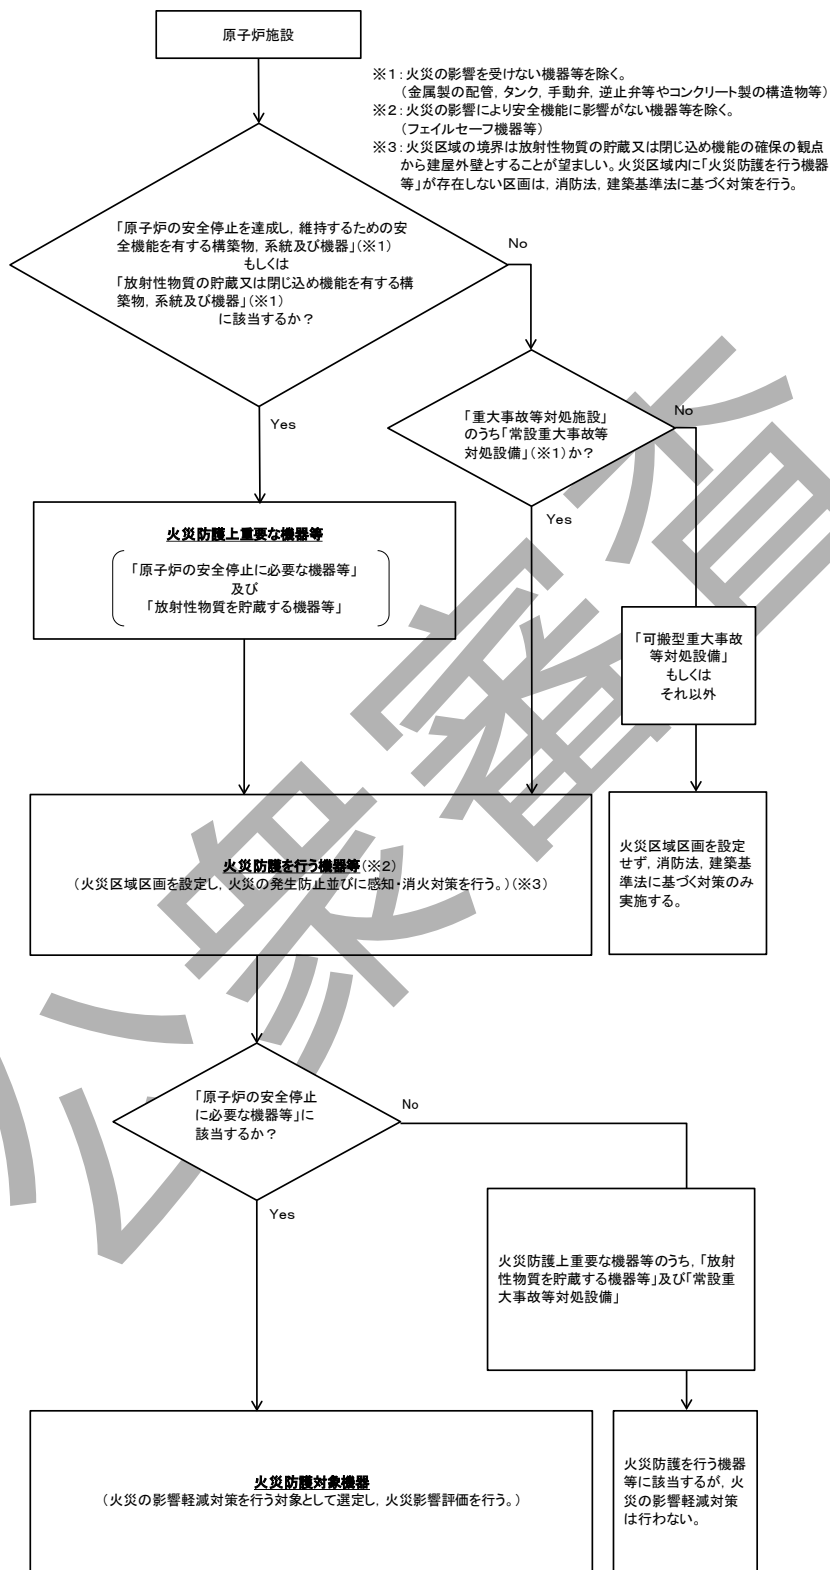 原子炉施設
※1:火災の影響を受けない機器等を除く。
(金属製の配管, タンク, 手動弁, 逆止弁等やコンクリート製の構造物等)
※2:火災の影響により安全機能に影響がない機器等を除く。
(フェイルセーフ機器等)
※3:火災区域の境界は放射性物質の貯蔵又は閉じ込め機能の確保の観点
から建屋外壁とすることが望ましい。火災区域内に「火災防護を行う機器
等」が存在しない区画は, 消防法, 建築基準法に基づく対策を行う。
「原子炉の安全停止を達成し, 維持するための安
全機能を有する構築物, 系統及び機器」(※1)
もしくは
「放射性物質の貯蔵又は閉じ込め機能を有する構
築物, 系統及び機器」(※1)
に該当するか?
No
Yes
「重大事故等対処施設」
のうち「常設重大事故等
対処設備」(※1)か?
No
Yes
火災防護上重要な機器等
「原子炉の安全停止に必要な機器等」
及び
「放射性物質を貯蔵する機器等」
「可搬型重大事故
等対処設備」
もしくは
それ以外
火災防護を行う機器等(※2)
(火災区域区画を設定し, 火災の発生防止並びに感知・消火対策を行う。)(※3)
火災区域区画を設定
せず, 消防法, 建築基
準法に基づく対策のみ
実施する。
「原子炉の安全停止
に必要な機器等」に
該当するか?
No
Yes
火災防護上重要な機器等のうち, 「放射
性物質を貯蔵する機器等」及び「常設重
大事故等対処設備」
火災防護対象機器
(火災の影響軽減対策を行う対象として選定し, 火災影響評価を行う。)
火災防護を行う機器
等に該当するが, 火
災の影響軽減対策
は行わない。
公衆審省